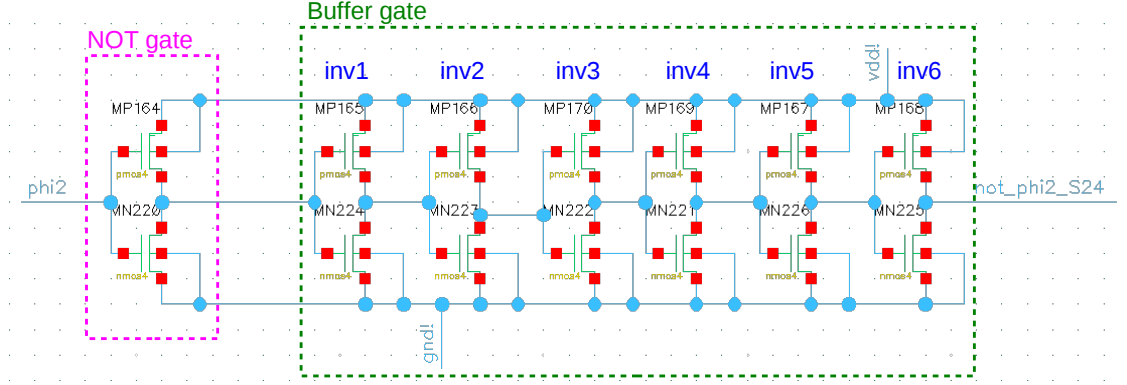 Buffer gate
NOT gate
inv1 inv2 inv3 inv4 inv5 inv6
vdd!
MP164 MP165 MP166 MP170 MP169 MP167 MP168
pmos4 pmos4 pmos4 pmos4 pmos4 pmos4 pmos4
phi2 not_phi2_S24
MN220 MN224 MN223 MN222 MN221 MN226 MN225
nmos4 nmos4 nmos4 nmos4 nmos4 nmos4 nmos4
gnd!